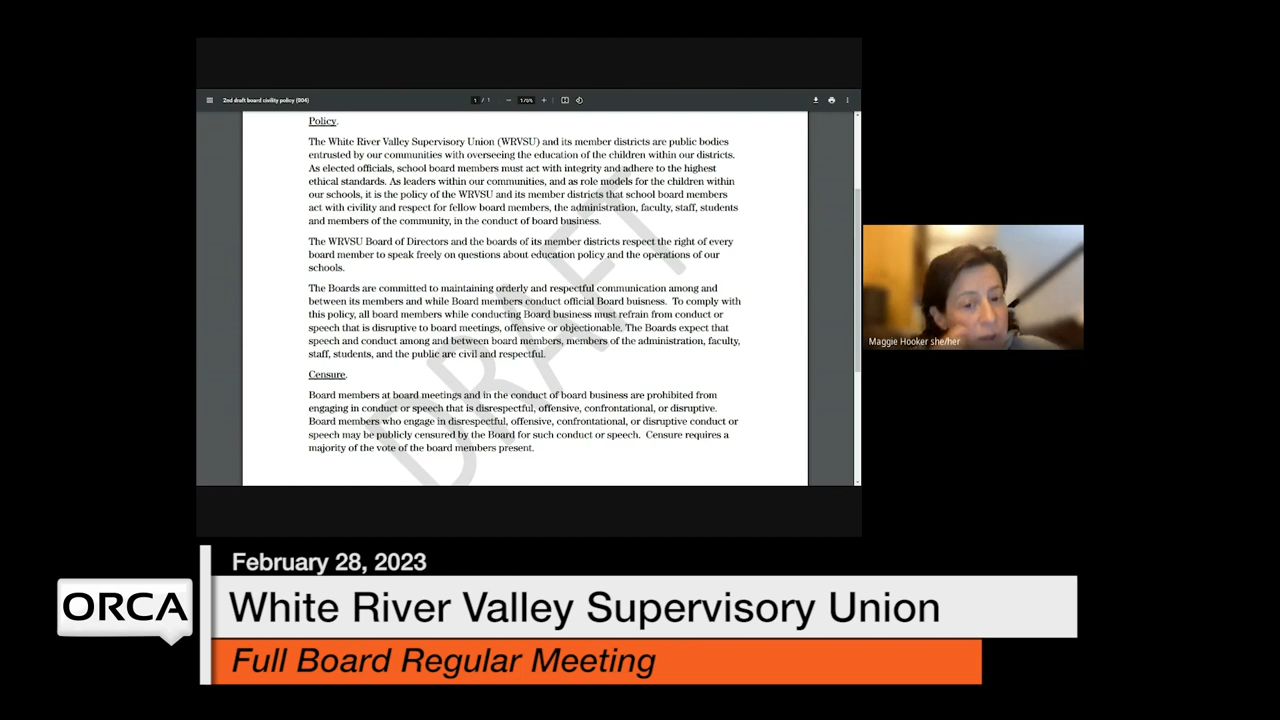 2nd draft board civility policy (004)
1 / 1
170%
Policy.
The White River Valley Supervisory Union (WRVSU) and its member districts are public bodies
entrusted by our communities with overseeing the education of the children within our districts.
As elected officials, school board members must act with integrity and adhere to the highest
ethical standards. As leaders within our communities, and as role models for the children within
our schools, it is the policy of the WRVSU and its member districts that school board members
act with civility and respect for fellow board members, the administration, faculty, staff, students
and members of the community, in the conduct of board business.
The WRVSU Board of Directors and the boards of its member districts respect the right of every
board member to speak freely on questions about education policy and the operations of our
schools.
The Boards are committed to maintaining orderly and respectful communication among and
between its members and while Board members conduct official Board buisness. To comply with
this policy, all board members while conducting Board business must refrain from conduct or
speech that is disruptive to board meetings, offensive or objectionable. The Boards expect that
speech and conduct among and between board members, members of the administration, faculty,
staff, students, and the public are civil and respectful.
Censure.
Board members at board meetings and in the conduct of board business are prohibited from
engaging in conduct or speech that is disrespectful, offensive, confrontational, or disruptive.
Board members who engage in disrespectful, offensive, confrontational, or disruptive conduct or
speech may be publicly censured by the Board for such conduct or speech. Censure requires a
majority of the vote of the board members present.
DRAFT
Maggie Hooker she/her
February 28, 2023
ORCA
White River Valley Supervisory Union
Full Board Regular Meeting